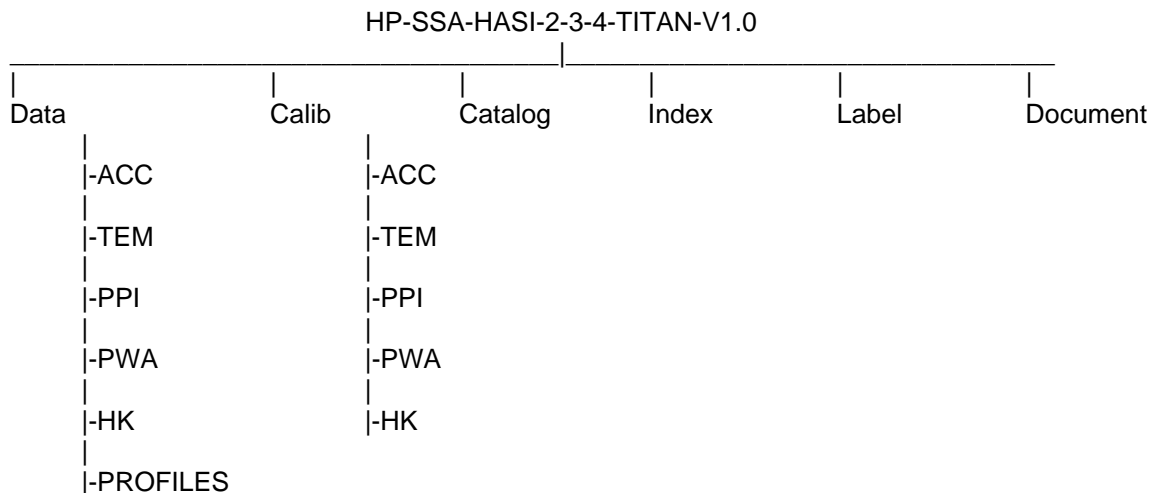 HP-SSA-HASI-2-3-4-TITAN-V1.0
Data Calib Catalog Index Label Document
|-ACC |-ACC
|-TEM |-TEM
|-PPI |-PPI
|-PWA |-PWA
|-HK |-HK
|-PROFILES